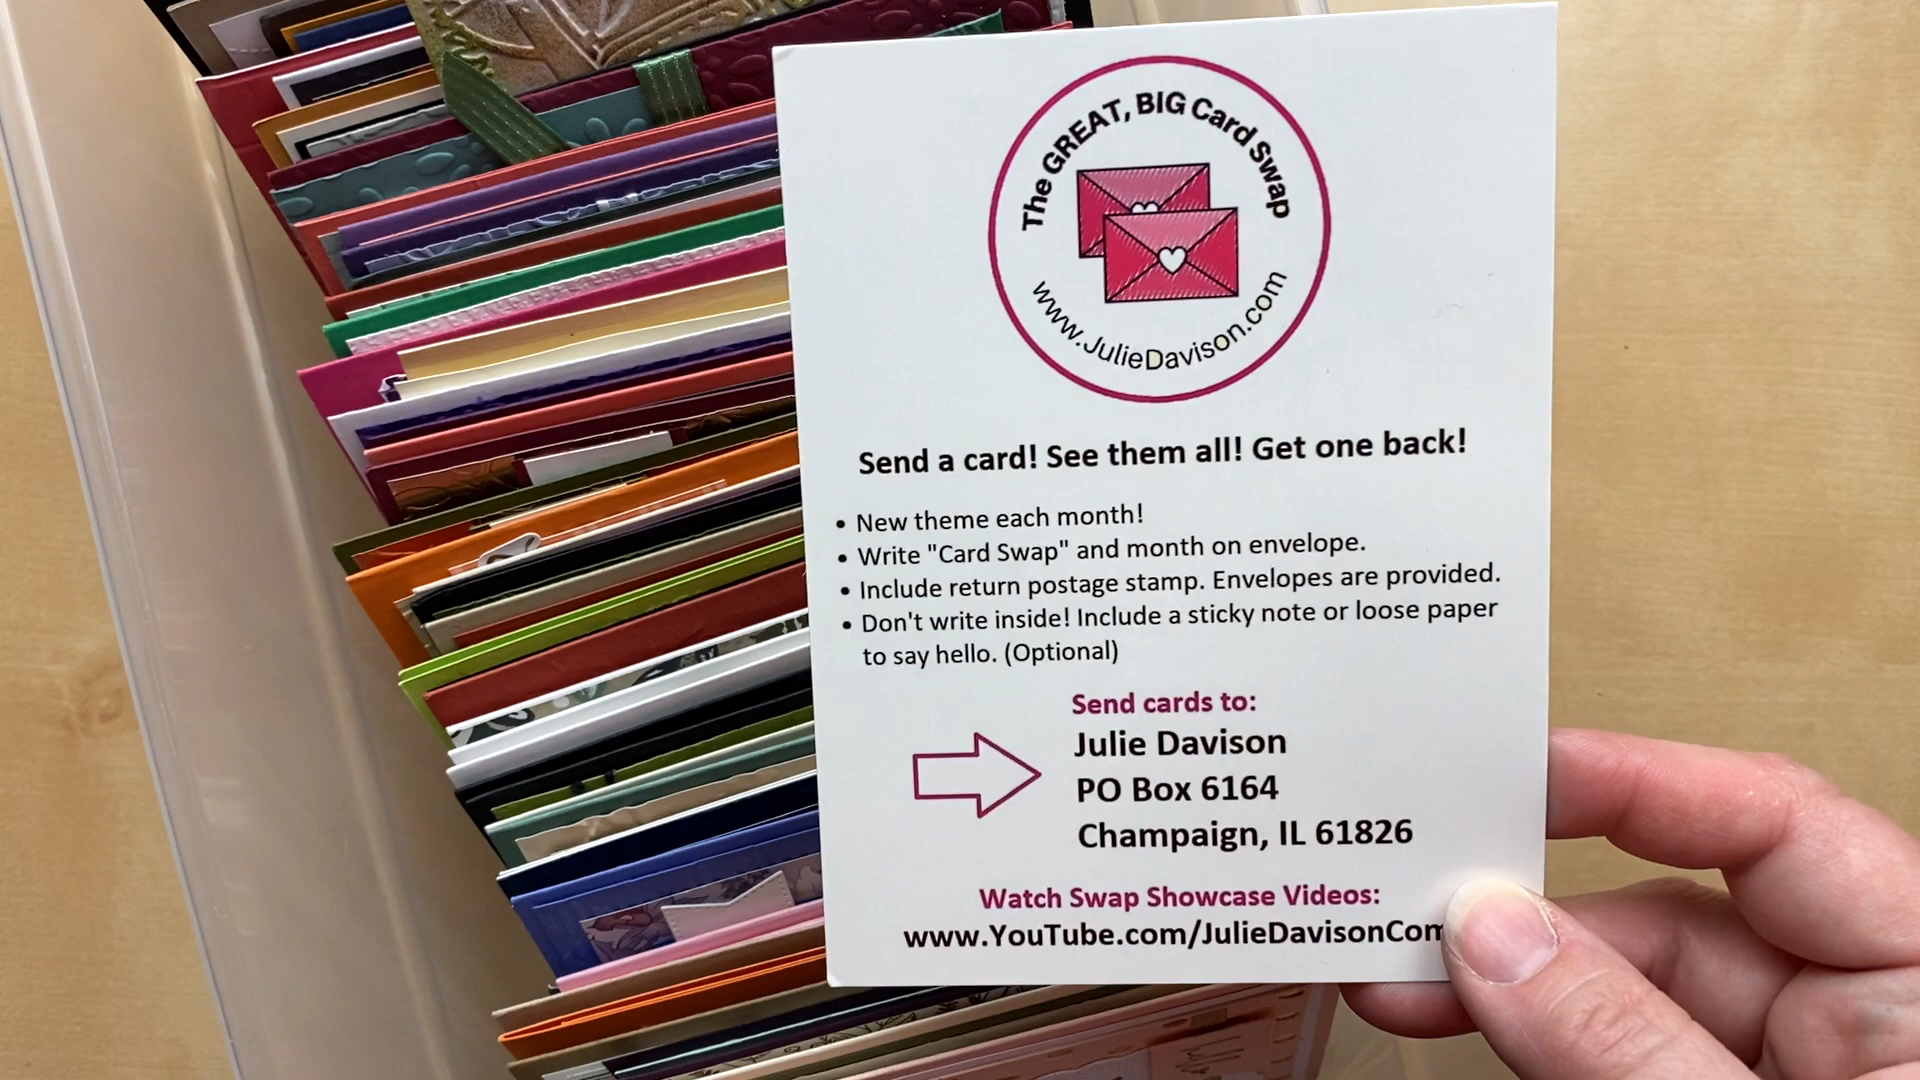 The GREAT, BIG Card Swap
www.JulieDavison.com
Send a card! See them all! Get one back!
• New theme each month!
• Write "Card Swap" and month on envelope.
• Include return postage stamp. Envelopes are provided.
• Don't write inside! Include a sticky note or loose paper
to say hello. (Optional)
Send cards to:
Julie Davison
PO Box 6164
Champaign, IL 61826
Watch Swap Showcase Videos:
www.YouTube.com/JulieDavisonCom